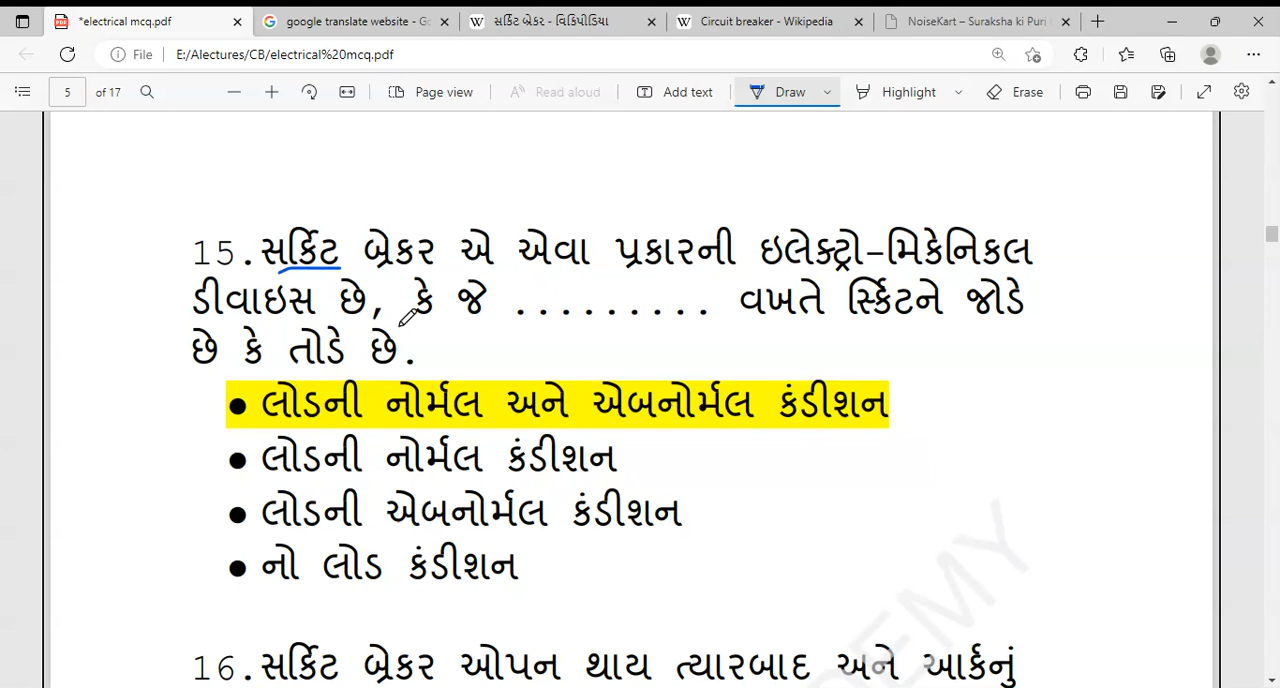 *electrical mcq.pdf
google translate website - Go
સર્કિટ બ્રેકર - વિકિપીડિયા
Circuit breaker - Wikipedia
NoiseKart – Suraksha ki Puri
File
E:/Alectures/CB/electrical%20mcq.pdf
5 of 17
Page view
Read aloud
Add text
Draw
Highlight
Erase
15.સર્કિટ બ્રેકર એ એવા પ્રકારની ઇલેક્ટ્રો-મિકેનિકલ
ડીવાઇસ છે, કે જે ......... વખતે ર્સ્કિટને જોડે
છે કે તોડે છે.
● લોડની નોર્મલ અને એબનોર્મલ કંડીશન
● લોડની નોર્મલ કંડીશન
● લોડની એબનોર્મલ કંડીશન
● નો લોડ કંડીશન
16.સર્કિટ બ્રેકર ઓપન થાય ત્યારબાદ અને આર્કનું
DEMY